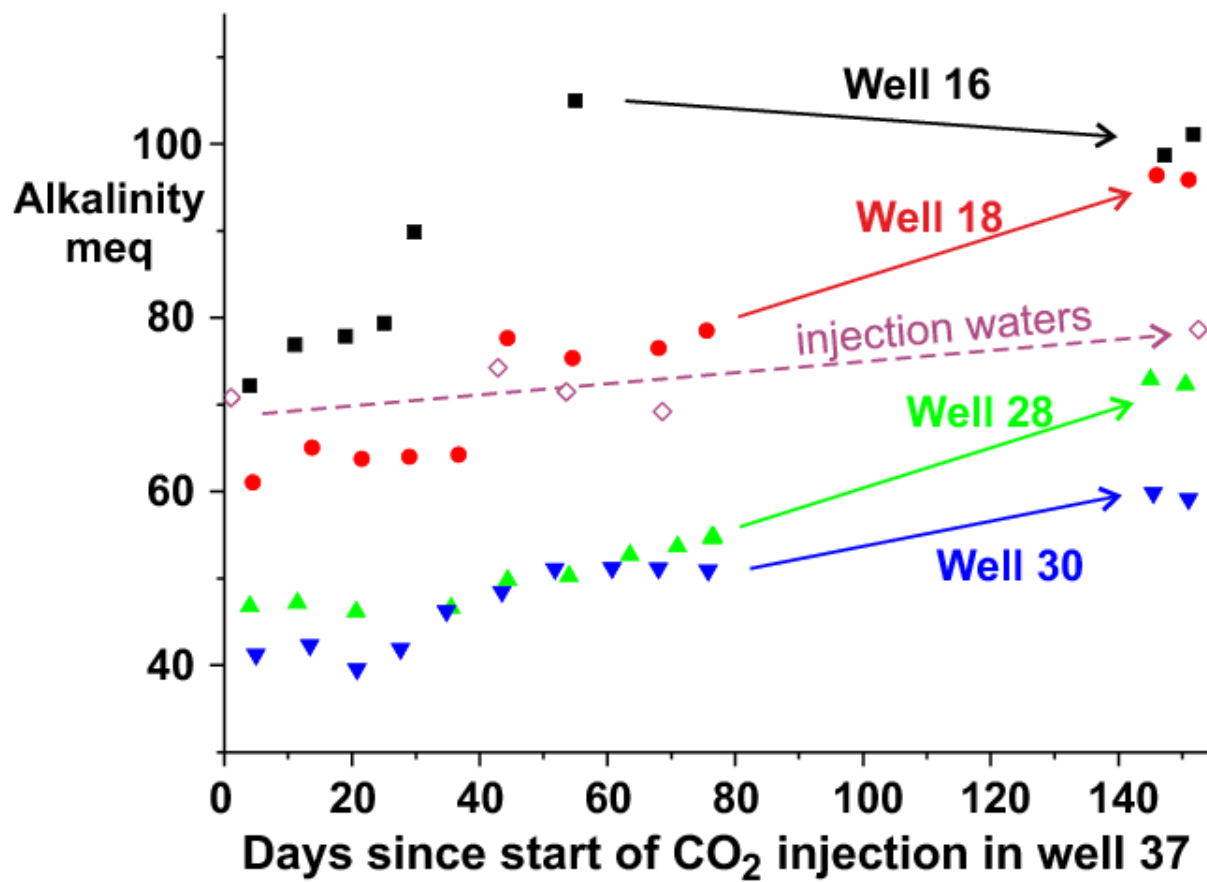 Well 16
100
Alkalinity
meq
Well 18
80
injection waters
Well 28
60
Well 30
40
0 20 40 60 80 100 120 140
Days since start of CO₂ injection in well 37